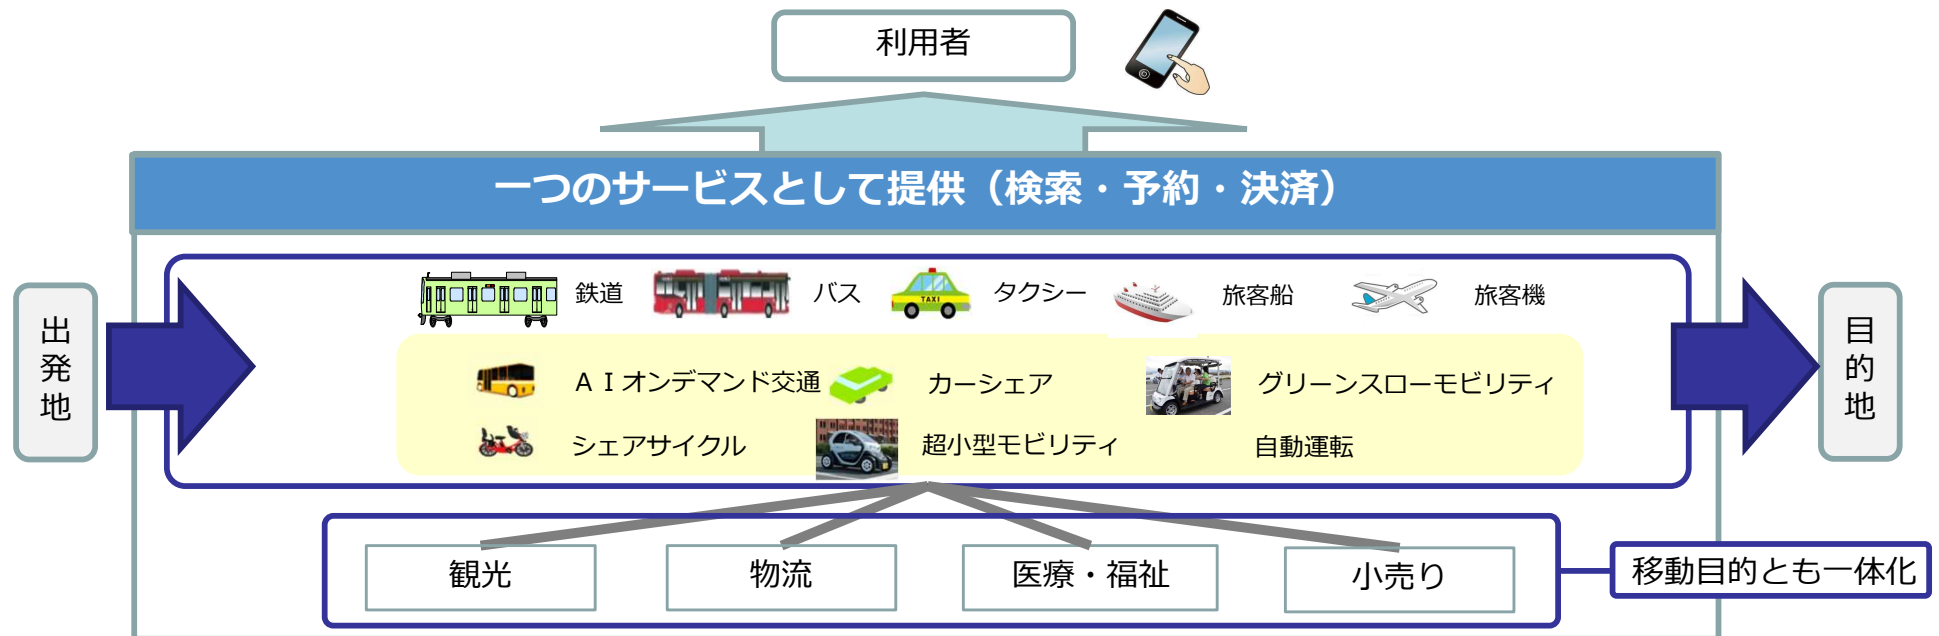 利用者
一つのサービスとして提供（検索・予約・決済）
出発地
鉄道
バス
TAXI
タクシー
旅客船
旅客機
ＡＩオンデマンド交通
カーシェア
グリーンスローモビリティ
シェアサイクル
超小型モビリティ
自動運転
目的地
観光
物流
医療・福祉
小売り
移動目的とも一体化